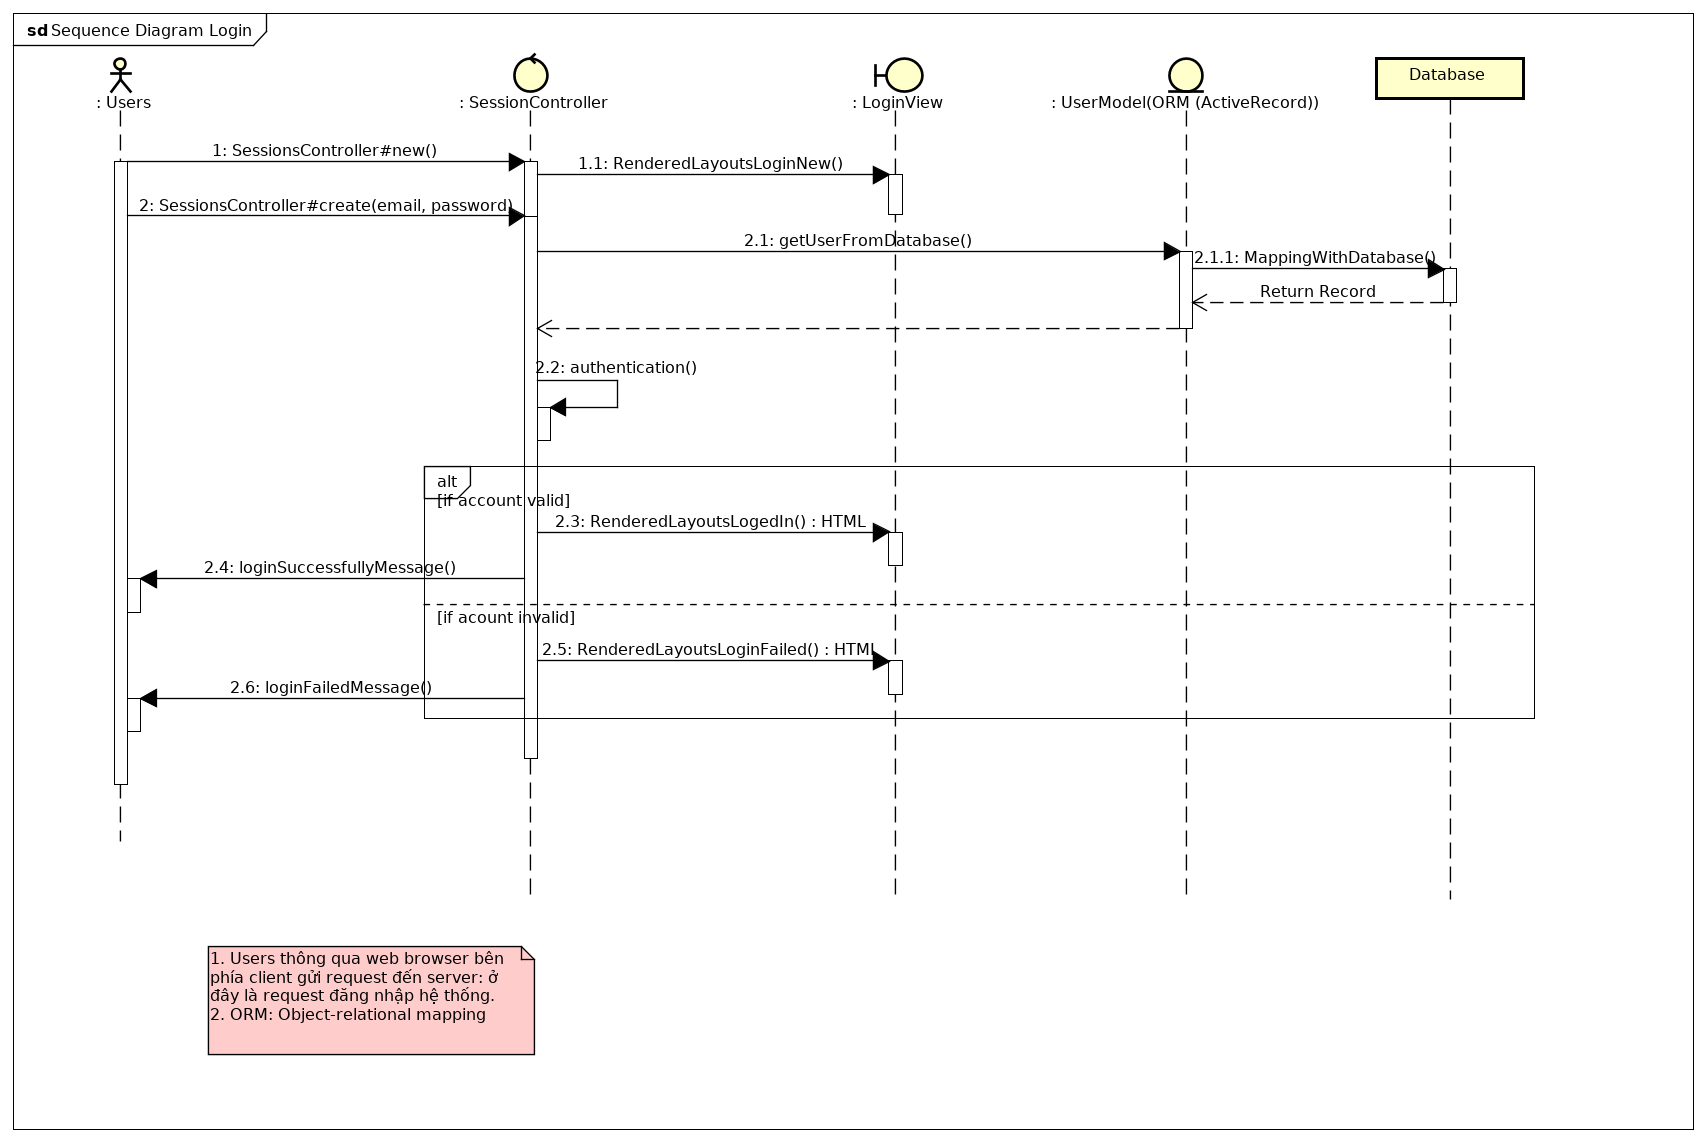 sd Sequence Diagram Login
: Users
: SessionController
: LoginView
: UserModel(ORM (ActiveRecord))
Database
1: SessionsController#new()
1.1: RenderedLayoutsLoginNew()
2: SessionsController#create(email, password)
2.1: getUserFromDatabase()
2.1.1: MappingWithDatabase()
Return Record
2.2: authentication()
alt
[if account valid]
2.3: RenderedLayoutsLogedIn() : HTML
2.4: loginSuccessfullyMessage()
[if acount invalid]
2.5: RenderedLayoutsLoginFailed() : HTML
2.6: loginFailedMessage()
1. Users thông qua web browser bên
phía client gửi request đến server: ở
đây là request đăng nhập hệ thống.
2. ORM: Object-relational mapping